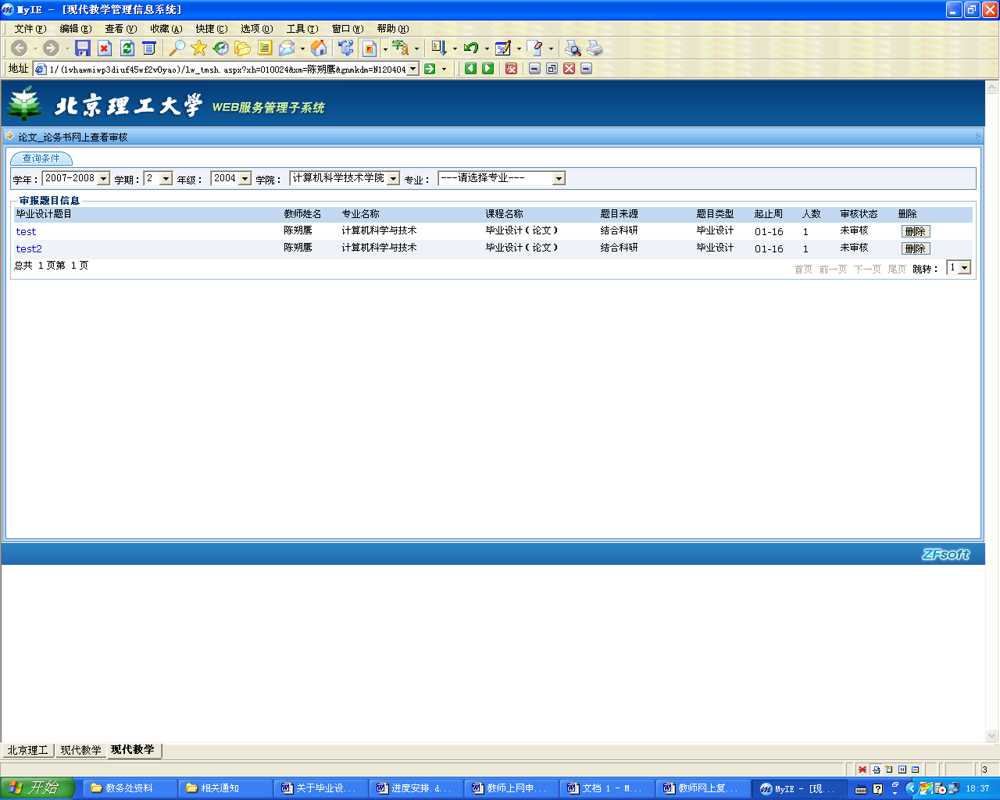 MyIE - [现代教学管理信息系统]
文件(F) 编辑(E) 查看(V) 收藏(A) 快捷(C) 选项(O) 工具(T) 窗口(W) 帮助(H)
地址 1/(1vhawmiwp3diuf45wf2v0yao)/lw_tmsh.aspx?xh=010024&xm=陈朔鹰&gnmkdm=N120404
北京理工大学 WEB服务管理子系统
论文_论务书网上查看审核
查询条件
学年: 2007-2008 学期: 2 年级: 2004 学院: 计算机科学技术学院 专业: ---请选择专业---
审报题目信息
毕业设计题目 教师姓名 专业名称 课程名称 题目来源 题目类型 起止周 人数 审核状态 删除
test 陈朔鹰 计算机科学与技术 毕业设计(论文) 结合科研 毕业设计 01-16 1 未审核 删除
test2 陈朔鹰 计算机科学与技术 毕业设计(论文) 结合科研 毕业设计 01-16 1 未审核 删除
总共 1 页第 1 页 首页 前一页 下一页 尾页 跳转: 1
ZFsoft
北京理工 现代教学 现代教学
3
开始 教务处资料 相关通知 关于毕业设... 进度安排.d... 教师上网申... 文档 1 - M... 教师网上复... MyIE - [现... 18:37